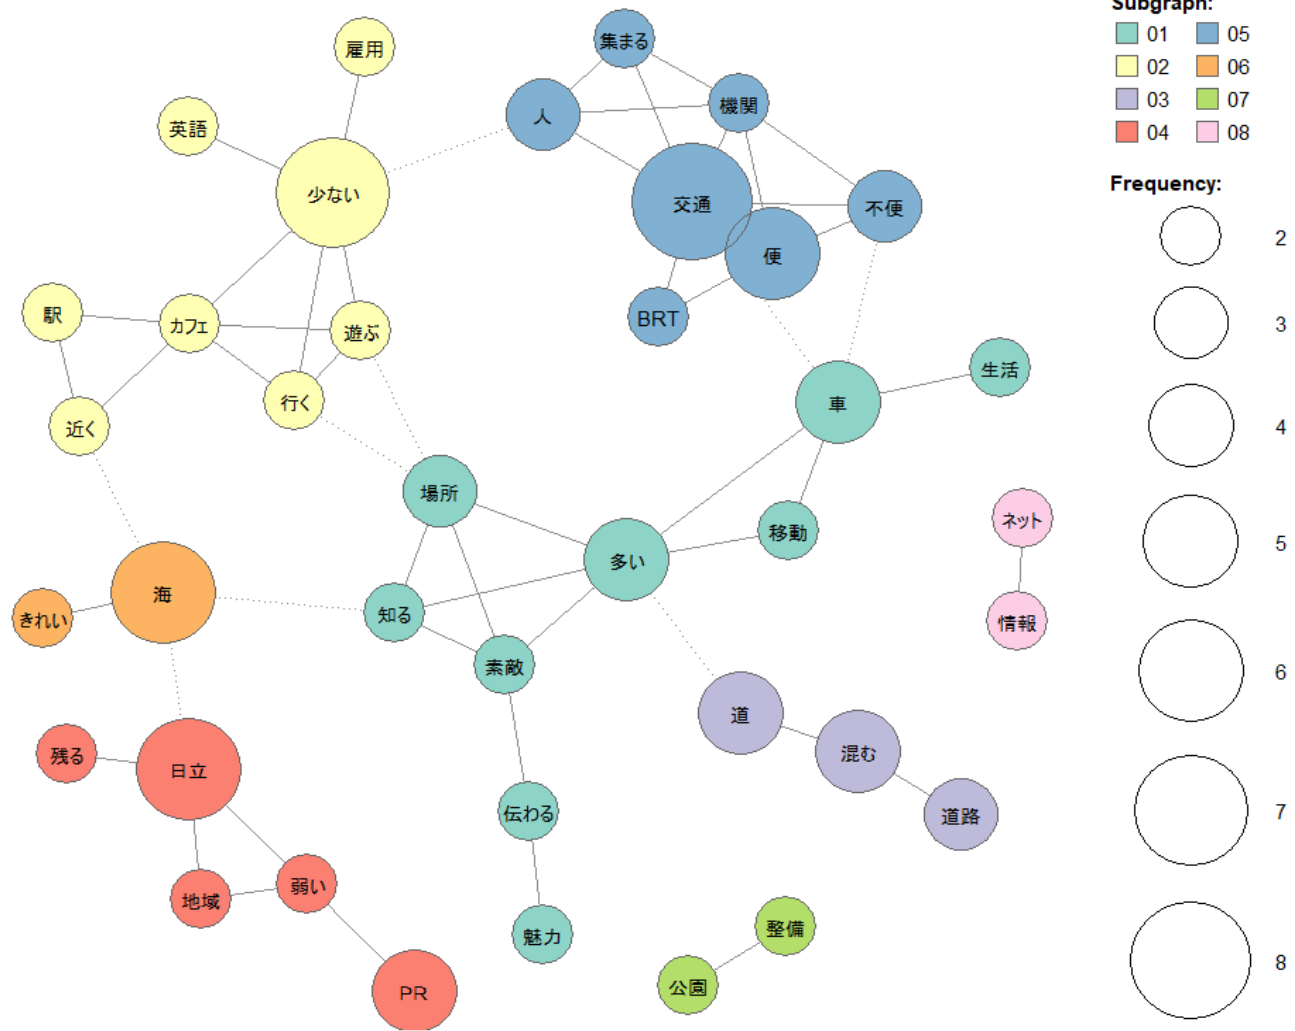 Subgraph:
01 05
02 06
03 07
04 08
Frequency:
2
3
4
5
6
7
8
雇用
英語
少ない
駅
カフェ
遊ぶ
行く
近く
集まる
人
機関
交通
不便
便
BRT
車
生活
場所
多い
移動
知る
素敵
伝わる
魅力
ネット
情報
海
きれい
道
混む
道路
残る
日立
地域
弱い
PR
整備
公園